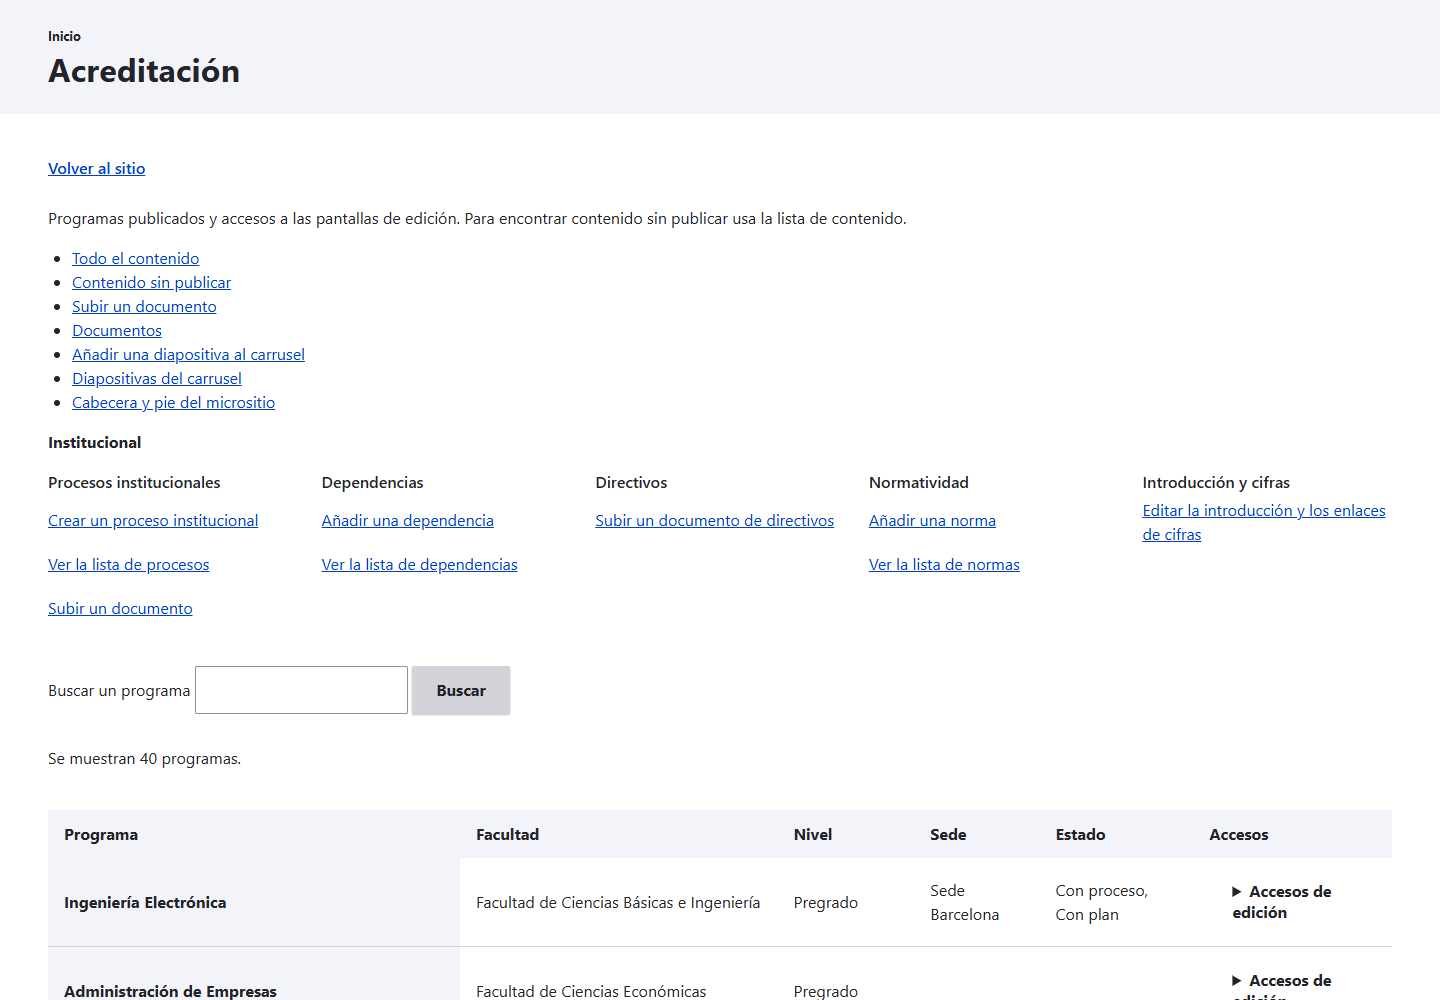 Inicio
Acreditación
Volver al sitio
Programas publicados y accesos a las pantallas de edición. Para encontrar contenido sin publicar usa la lista de contenido.
Todo el contenido
Contenido sin publicar
Subir un documento
Documentos
Añadir una diapositiva al carrusel
Diapositivas del carrusel
Cabecera y pie del micrositio
Institucional
Procesos institucionales
Crear un proceso institucional
Ver la lista de procesos
Subir un documento
Dependencias
Añadir una dependencia
Ver la lista de dependencias
Directivos
Subir un documento de directivos
Normatividad
Añadir una norma
Ver la lista de normas
Introducción y cifras
Editar la introducción y los enlaces
de cifras
Buscar un programa
Buscar
Se muestran 40 programas.
Programa Facultad Nivel Sede Estado Accesos
Ingeniería Electrónica
Facultad de Ciencias Básicas e Ingeniería
Pregrado
Sede
Barcelona
Con proceso,
Con plan
Accesos de
edición
Administración de Empresas
Facultad de Ciencias Económicas
Pregrado
Accesos de
edición